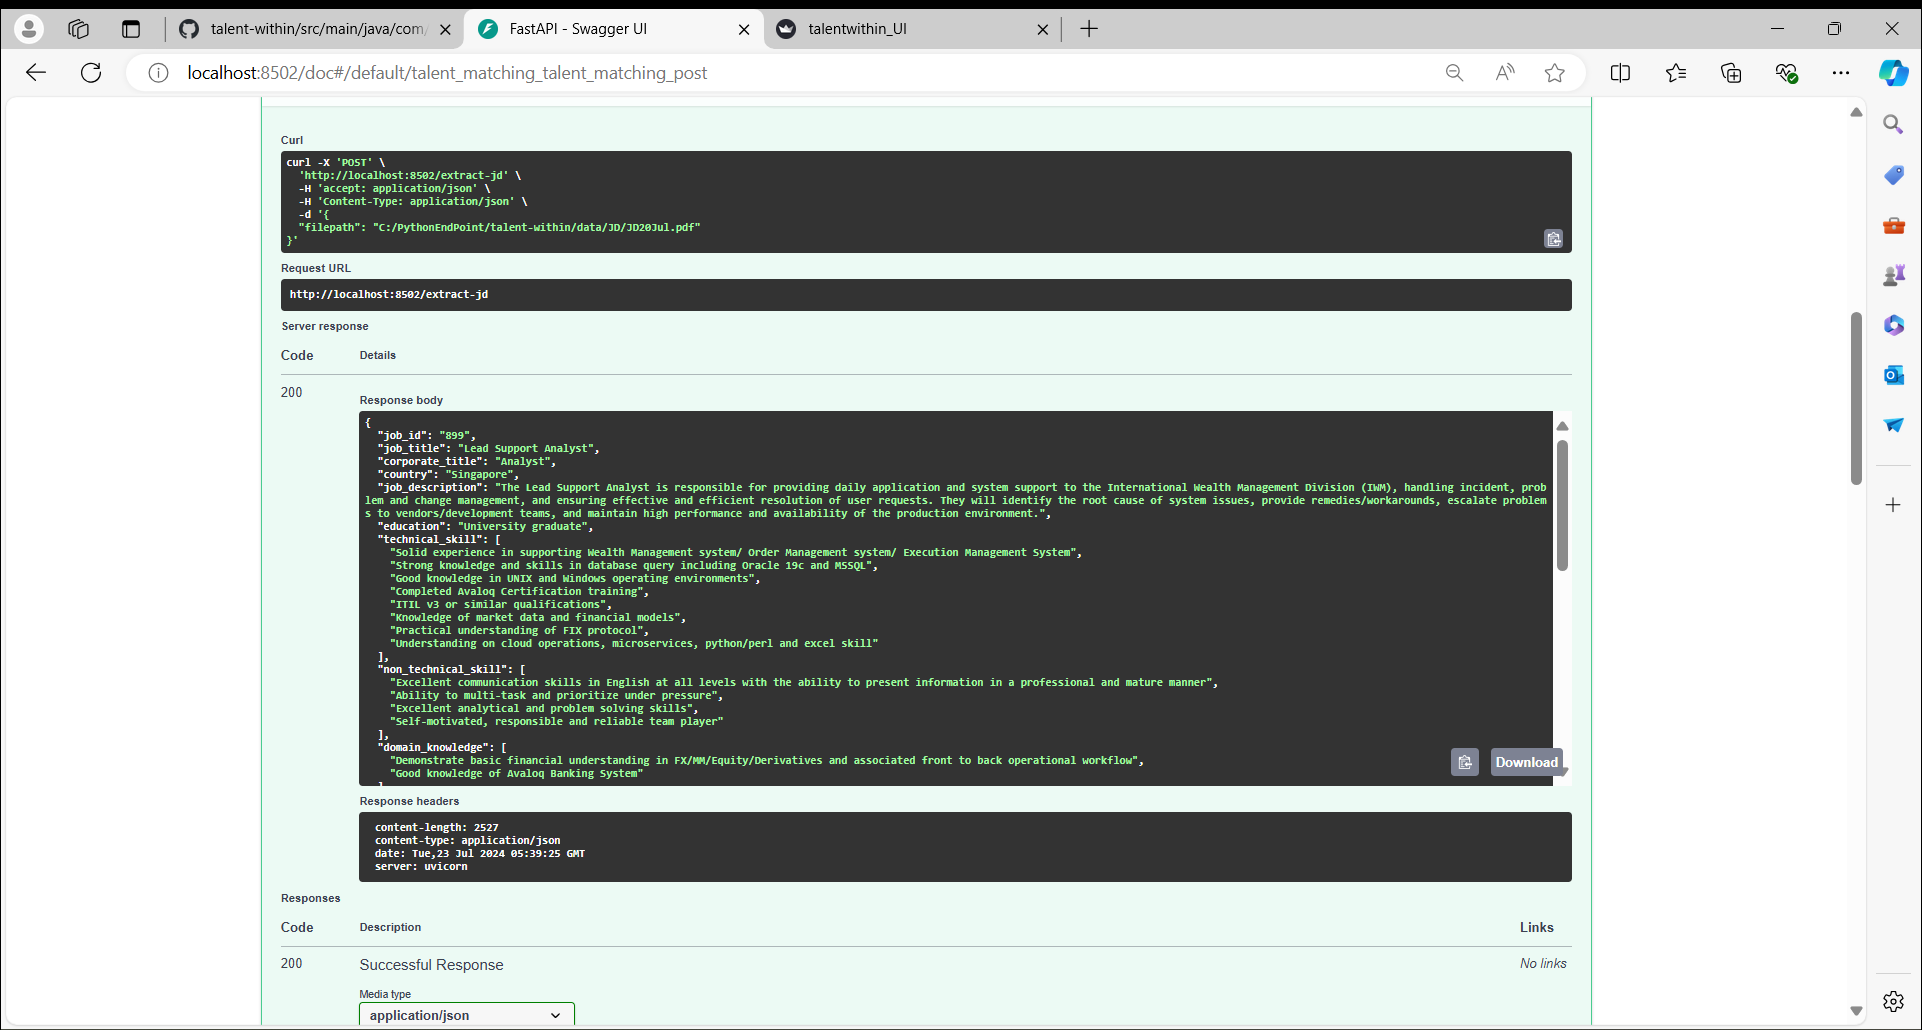 talent-within/src/main/java/com/
FastAPI - Swagger UI
talentwithin_UI
localhost:8502/doc#/default/talent_matching_talent_matching_post
Curl
curl -X 'POST' \
'http://localhost:8502/extract-jd' \
-H 'accept: application/json' \
-H 'Content-Type: application/json' \
-d '{
"filepath": "C:/PythonEndPoint/talent-within/data/JD/JD20Jul.pdf"
}'
Request URL
http://localhost:8502/extract-jd
Server response
Code Details
200
Response body
{
"job_id": "899",
"job_title": "Lead Support Analyst",
"corporate_title": "Analyst",
"country": "Singapore",
"job_description": "The Lead Support Analyst is responsible for providing daily application and system support to the International Wealth Management Division (IWM), handling incident, prob
lem and change management, and ensuring effective and efficient resolution of user requests. They will identify the root cause of system issues, provide remedies/workarounds, escalate problem
s to vendors/development teams, and maintain high performance and availability of the production environment.",
"education": "University graduate",
"technical_skill": [
"Solid experience in supporting Wealth Management system/ Order Management system/ Execution Management System",
"Strong knowledge and skills in database query including Oracle 19c and MSSQL",
"Good knowledge in UNIX and Windows operating environments",
"Completed Avaloq Certification training",
"ITIL v3 or similar qualifications",
"Knowledge of market data and financial models",
"Practical understanding of FIX protocol",
"Understanding on cloud operations, microservices, python/perl and excel skill"
],
"non_technical_skill": [
"Excellent communication skills in English at all levels with the ability to present information in a professional and mature manner",
"Ability to multi-task and prioritize under pressure",
"Excellent analytical and problem solving skills",
"Self-motivated, responsible and reliable team player"
],
"domain_knowledge": [
"Demonstrate basic financial understanding in FX/MM/Equity/Derivatives and associated front to back operational workflow",
"Good knowledge of Avaloq Banking System"
Download
Response headers
content-length: 2527
content-type: application/json
date: Tue,23 Jul 2024 05:39:25 GMT
server: uvicorn
Responses
Code Description Links
200 Successful Response No links
Media type
application/json